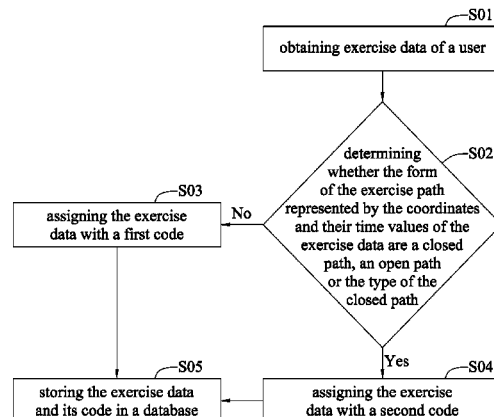 S01
obtaining exercise data of a user
S02
determining
whether the form
of the exercise path
represented by the coordinates
and their time values of the
exercise data are a closed
path, an open path
or the type of the
closed path
No
S03
assigning the exercise
data with a first code
Yes
S04
assigning the exercise
data with a second code
S05
storing the exercise data
and its code in a database